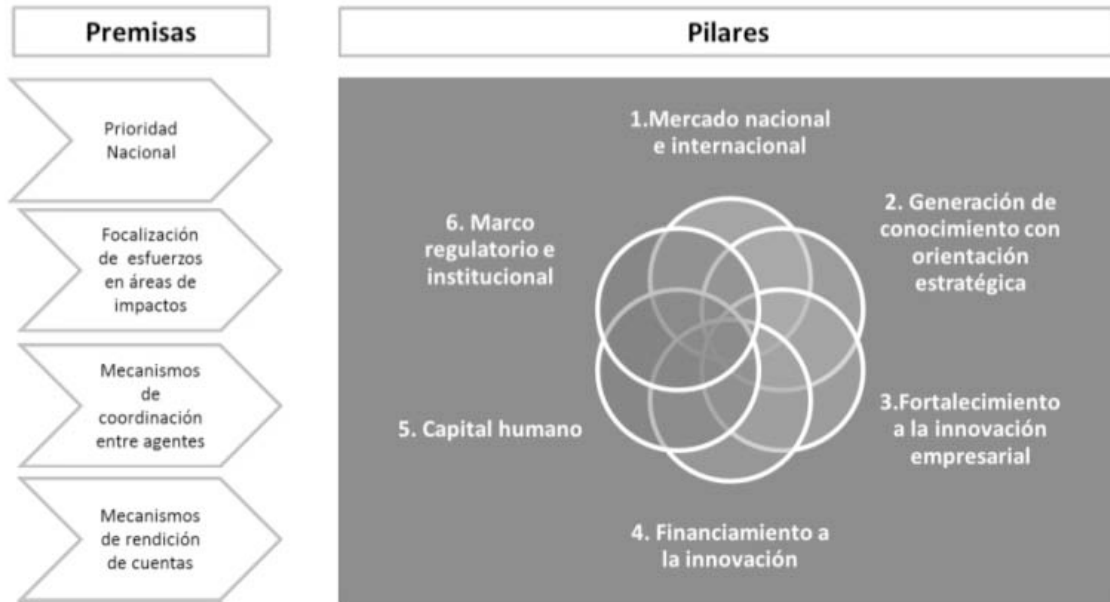 Premisas
Prioridad
Nacional
Focalización
de esfuerzos
en áreas de
impactos
Mecanismos
de
coordinación
entre agentes
Mecanismos
de rendición
de cuentas
Pilares
1.Mercado nacional
e internacional
2. Generación de
conocimiento con
orientación
estratégica
3.Fortalecimiento
a la innovación
empresarial
4. Financiamiento a
la innovación
5. Capital humano
6. Marco
regulatorio e
institucional